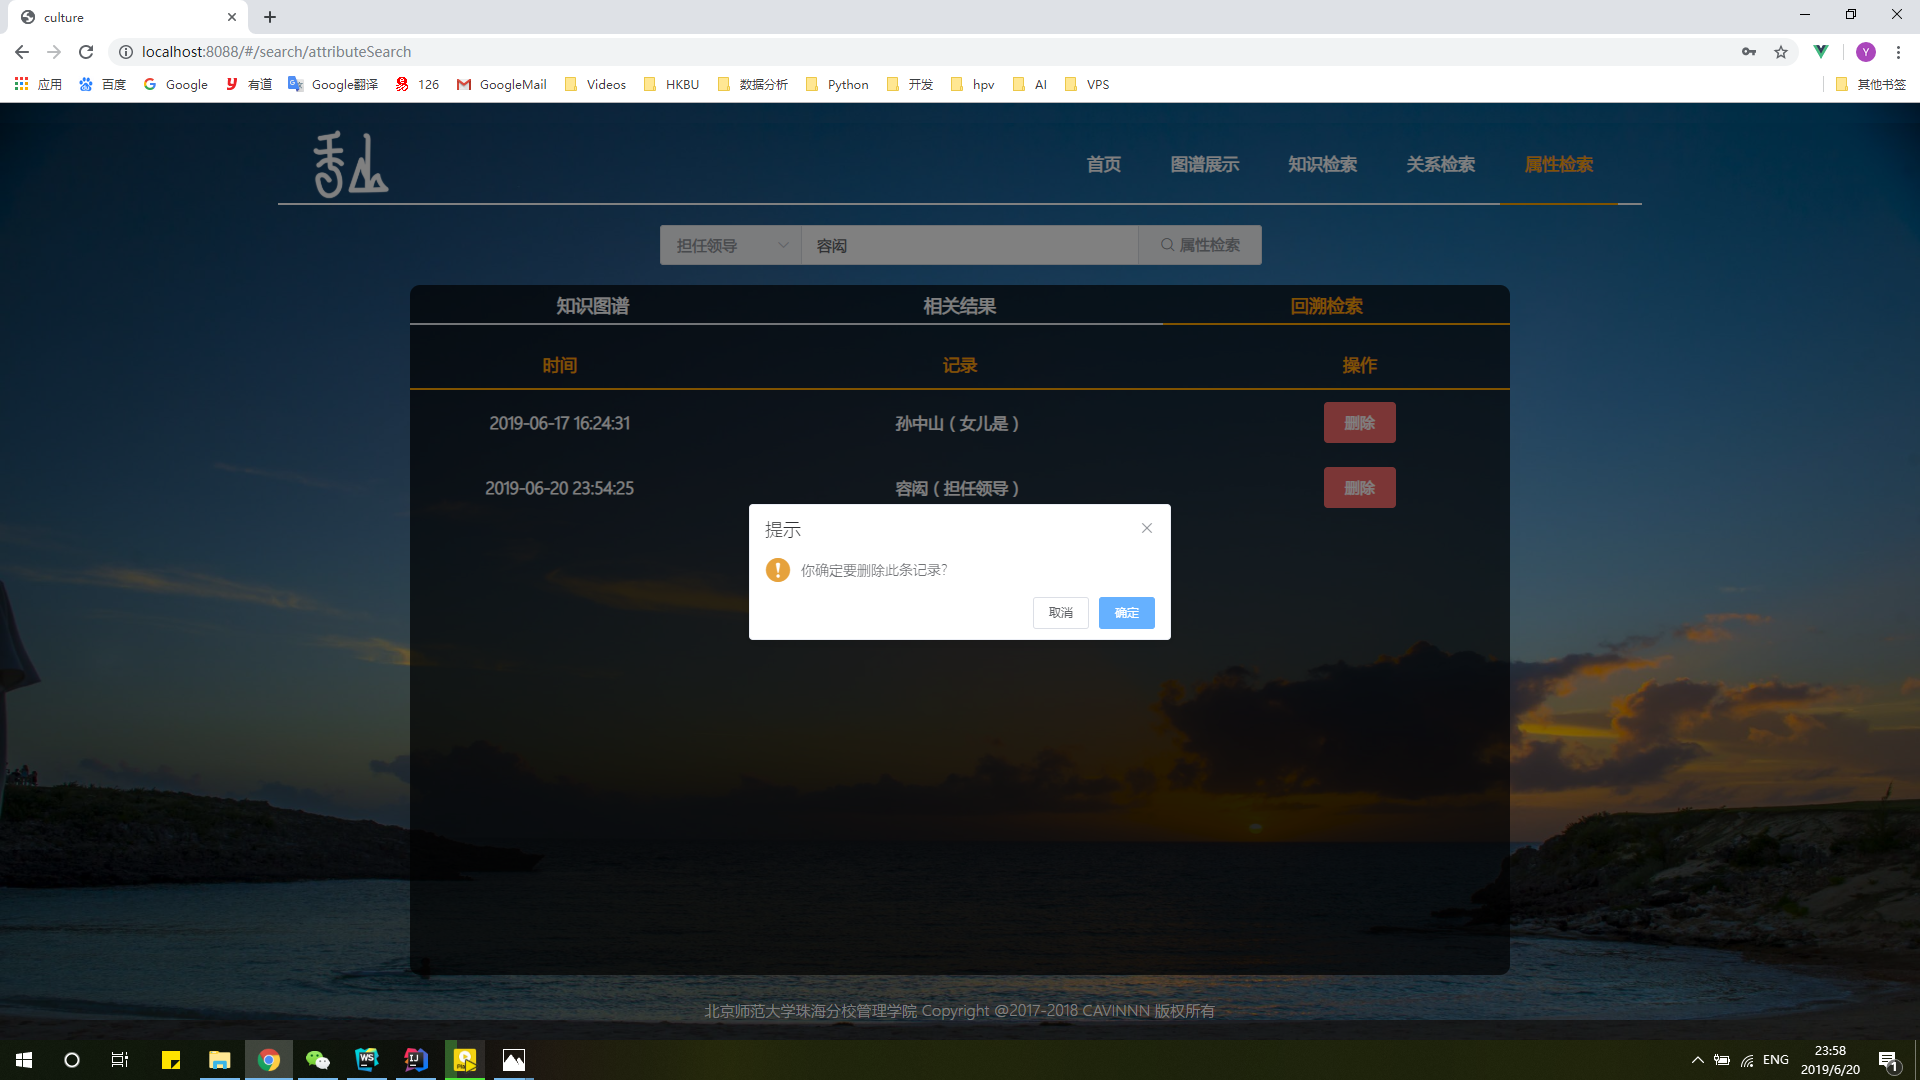 culture
localhost:8088/#/search/attributeSearch
应用 百度 Google 有道 Google翻译 126 GoogleMail Videos HKBU 数据分析 Python 开发 hpv AI VPS 其他书签
首页 图谱展示 知识检索 关系检索 属性检索
担任领导 容闳 属性检索
知识图谱 相关结果 回溯检索
时间 记录 操作
2019-06-17 16:24:31 孙中山 ( 女儿是 ) 删除
2019-06-20 23:54:25 容闳 ( 担任领导 ) 删除
提示
你确定要删除此条记录?
取消 确定
北京师范大学珠海分校管理学院 Copyright @2017-2018 CAVINNN 版权所有
ENG
23:58
2019/6/20
1